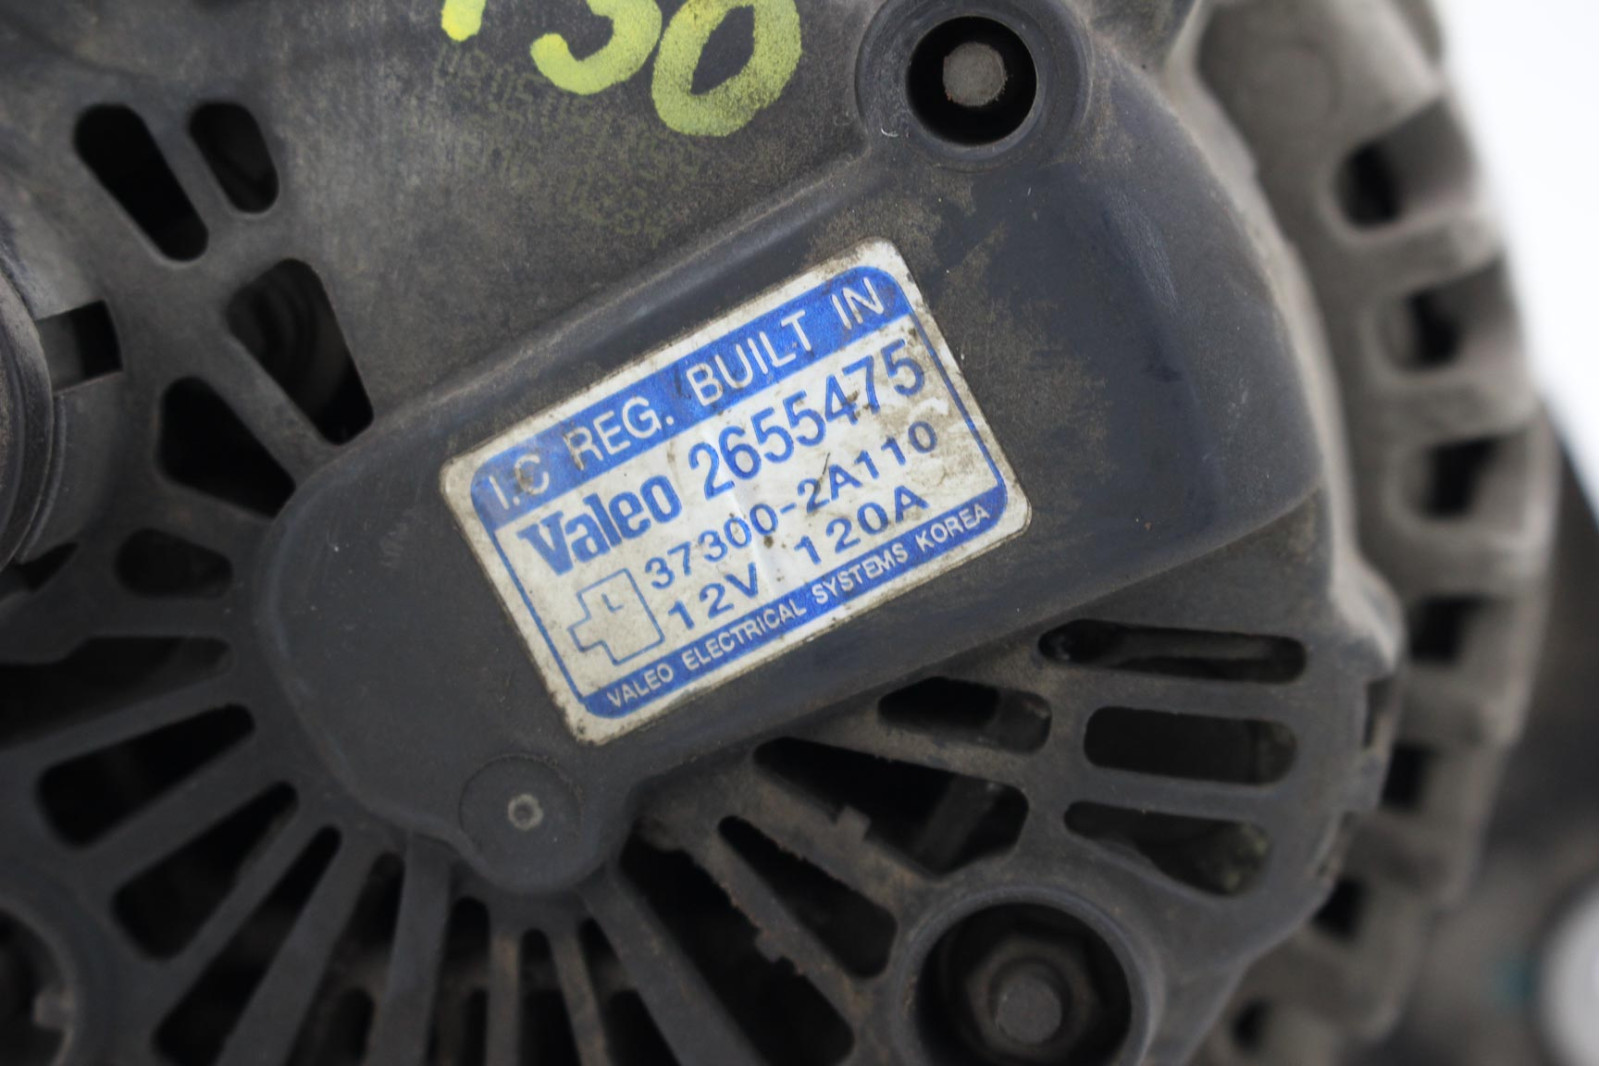 I.C REG. BUILT IN
Valeo 2655475
37300-2A110
L 12V 120A
VALEO ELECTRICAL SYSTEMS KOREA